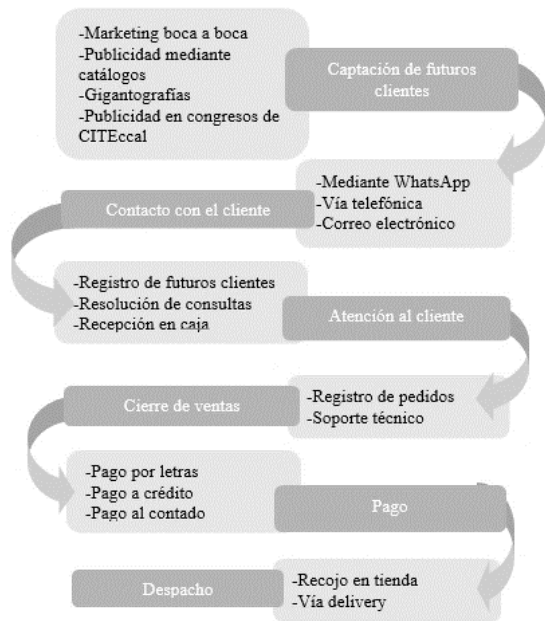 -Marketing boca a boca
-Publicidad mediante
catálogos
-Gigantografías
-Publicidad en congresos de
CITEccal
Captación de futuros
clientes
Contacto con el cliente
-Mediante WhatsApp
-Vía telefónica
-Correo electrónico
-Registro de futuros clientes
-Resolución de consultas
-Recepción en caja
Atención al cliente
Cierre de ventas
-Registro de pedidos
-Soporte técnico
-Pago por letras
-Pago a crédito
-Pago al contado
Pago
Despacho
-Recojo en tienda
-Vía delivery